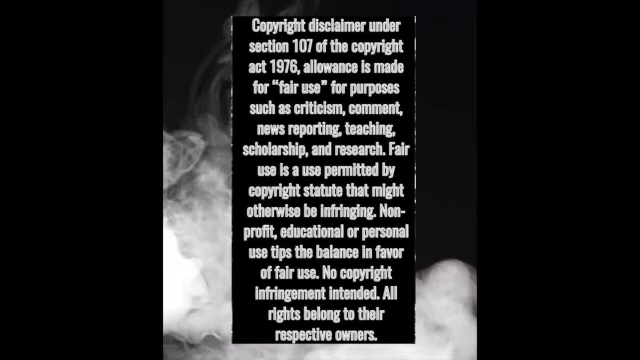 Copyright disclaimer under
section 107 of the copyright
act 1976, allowance is made
for “fair use” for purposes
such as criticism, comment,
news reporting, teaching,
scholarship, and research. Fair
use is a use permitted by
copyright statute that might
otherwise be infringing. Non-
profit, educational or personal
use tips the balance in favor
of fair use. No copyright
infringement intended. All
rights belong to their
respective owners.